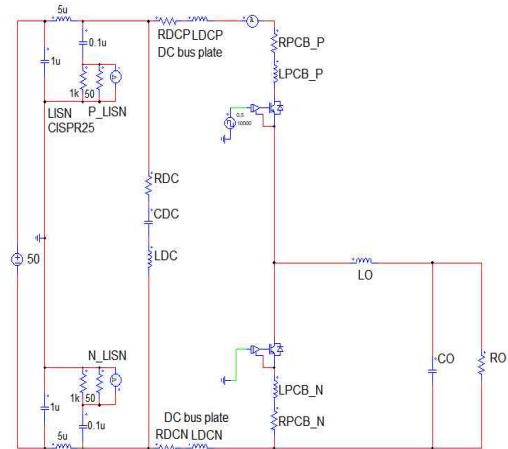 5u
0.1u
1u
1k
50
LISN
P_LISN
CISPR25
RDCP
LDCP
DC bus plate
RPCB_P
LPCB_P
0.5
10000
RDC
CDC
LDC
50
LO
CO
RO
N_LISN
1k
50
1u
0.1u
5u
DC bus plate
RDCN
LDCN
LPCB_N
RPCB_N